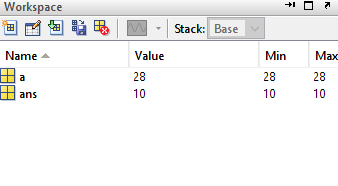 Workspace
Stack: Base
Name Value Min Max
a 28 28 28
ans 10 10 10